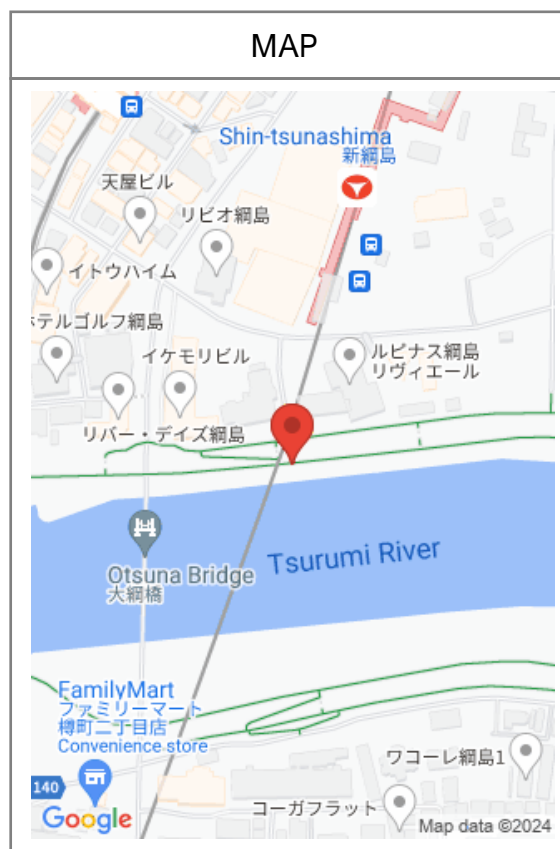 MAP
Shin-tsunashima
新綱島
天屋ビル
リビオ綱島
イトウハイム
ホテルゴルフ綱島
イケモリビル
ルピナス綱島
リヴィエール
リバー・デイズ綱島
Tsurumi River
Otsuna Bridge
大綱橋
FamilyMart
ファミリーマート
樽町二丁目店
Convenience store
ワコーレ綱島1
140
コーガフラット
Google
Map data ©2024